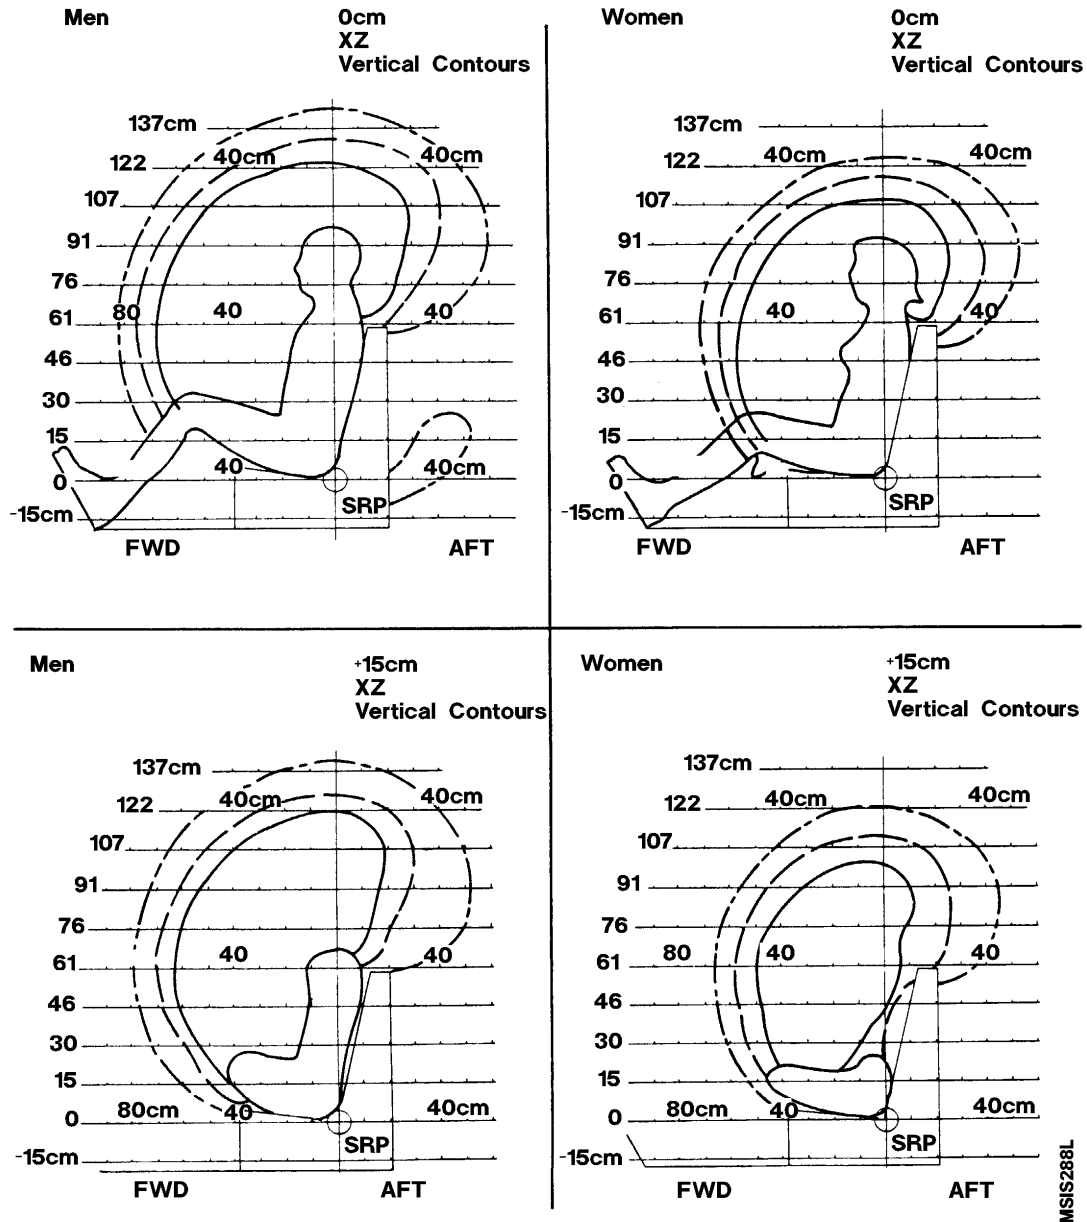 Men
0cm
XZ
Vertical Contours
137cm
122
40cm
40cm
107
91
76
80
40
40
61
46
30
15
40
40cm
0
SRP
-15cm
FWD
AFT
Women
0cm
XZ
Vertical Contours
137cm
122
40cm
40cm
107
91
76
40
40
61
46
30
15
0
SRP
-15cm
FWD
AFT
Men
+15cm
XZ
Vertical Contours
137cm
122
40cm
40cm
107
91
76
40
40
61
46
30
15
80cm
40
40cm
0
SRP
-15cm
FWD
AFT
Women
+15cm
XZ
Vertical Contours
137cm
122
40cm
40cm
107
91
76
80
40
40
61
46
30
15
80cm
40
40cm
0
SRP
-15cm
FWD
AFT
MSIS288L